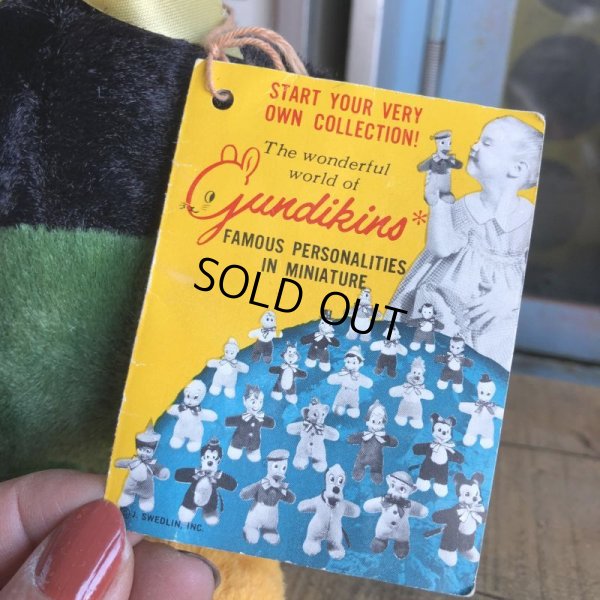 START YOUR VERY
OWN COLLECTION!
The wonderful
world of
Gundikins*
FAMOUS PERSONALITIES
IN MINIATURE
SOLD OUT
J. SWEDLIN, INC.